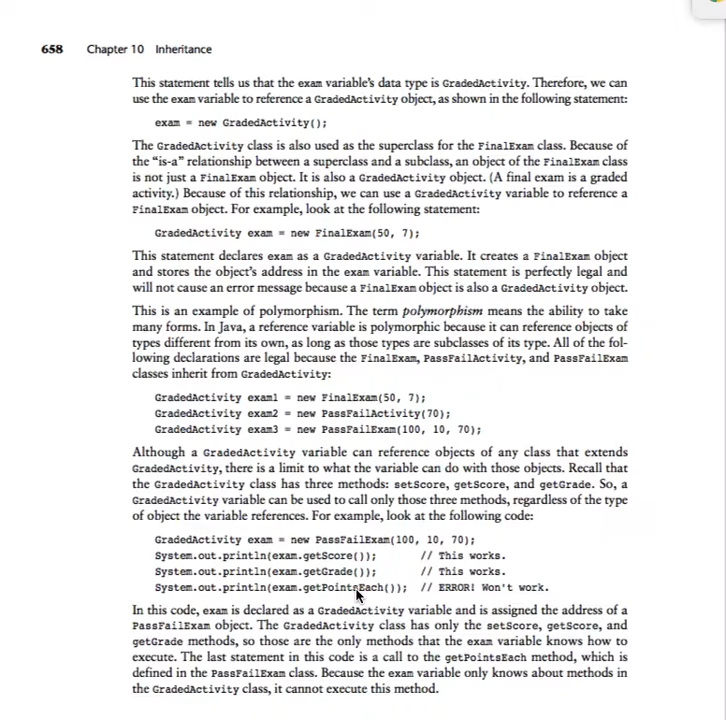 658 Chapter 10 Inheritance
This statement tells us that the exam variable's data type is GradedActivity. Therefore, we can
use the exam variable to reference a GradedActivity object, as shown in the following statement:
exam = new GradedActivity();
The GradedActivity class is also used as the superclass for the FinalExam class. Because of
the "is-a" relationship between a superclass and a subclass, an object of the FinalExam class
is not just a FinalExam object. It is also a GradedActivity object. (A final exam is a graded
activity.) Because of this relationship, we can use a GradedActivity variable to reference a
FinalExam object. For example, look at the following statement:
GradedActivity exam = new FinalExam(50, 7);
This statement declares exam as a GradedActivity variable. It creates a FinalExam object
and stores the object's address in the exam variable. This statement is perfectly legal and
will not cause an error message because a FinalExam object is also a GradedActivity object.
This is an example of polymorphism. The term polymorphism means the ability to take
many forms. In Java, a reference variable is polymorphic because it can reference objects of
types different from its own, as long as those types are subclasses of its type. All of the fol-
lowing declarations are legal because the FinalExam, PassFailActivity, and PassFailExam
classes inherit from GradedActivity:
GradedActivity exam1 = new FinalExam(50, 7);
GradedActivity exam2 = new PassFailActivity(70);
GradedActivity exam3 = new PassFailExam(100, 10, 70);
Although a GradedActivity variable can reference objects of any class that extends
GradedActivity, there is a limit to what the variable can do with those objects. Recall that
the GradedActivity class has three methods: setScore, getScore, and getGrade. So, a
GradedActivity variable can be used to call only those three methods, regardless of the type
of object the variable references. For example, look at the following code:
GradedActivity exam = new PassFailExam(100, 10, 70);
System.out.println(exam.getScore()); // This works.
System.out.println(exam.getGrade()); // This works.
System.out.println(exam.getPointsEach()); // ERROR! Won't work.
In this code, exam is declared as a GradedActivity variable and is assigned the address of a
PassFailExam object. The GradedActivity class has only the setScore, getScore, and
getGrade methods, so those are the only methods that the exam variable knows how to
execute. The last statement in this code is a call to the getPointsEach method, which is
defined in the PassFailExam class. Because the exam variable only knows about methods in
the GradedActivity class, it cannot execute this method.